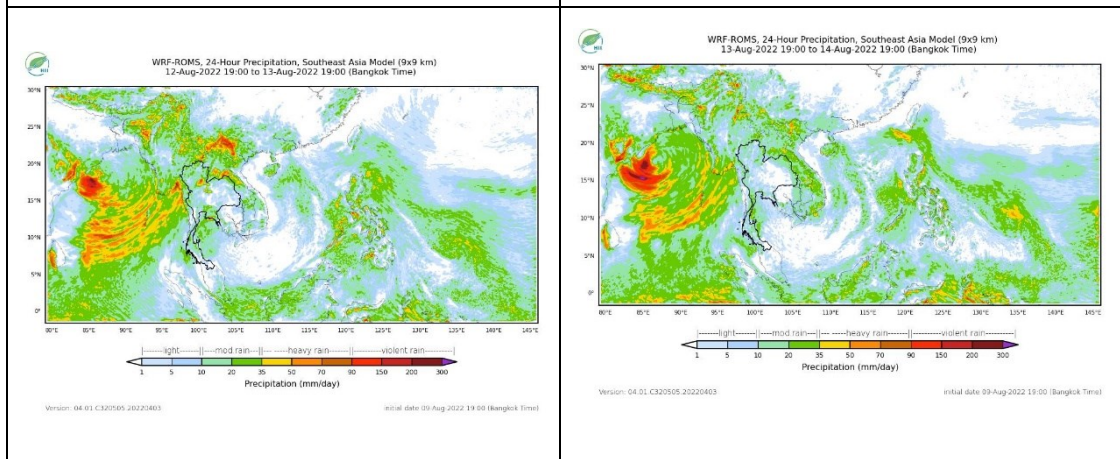 WRF-ROMS, 24-Hour Precipitation, Southeast Asia Model (9x9 km)
12-Aug-2022 19:00 to 13-Aug-2022 19:00 (Bangkok Time)
30°N
25°N
20°N
15°N
10°N
5°N
0°
80°E 85°E 90°E 95°E 100°E 105°E 110°E 115°E 120°E 125°E 130°E 135°E 140°E 145°E
|-------light-------||----mod.rain---||--- -----heavy rain-------||----------violent rain----------|
1 5 10 20 35 50 70 90 150 200 300
Precipitation (mm/day)
Version: 04.01.C320505.20220403 initial date 09-Aug-2022 19:00 (Bangkok Time)
WRF-ROMS, 24-Hour Precipitation, Southeast Asia Model (9x9 km)
13-Aug-2022 19:00 to 14-Aug-2022 19:00 (Bangkok Time)
30°N
25°N
20°N
15°N
10°N
5°N
0°
80°E 85°E 90°E 95°E 100°E 105°E 110°E 115°E 120°E 125°E 130°E 135°E 140°E 145°E
|-------light-------||----mod.rain---||--- -----heavy rain-------||----------violent rain----------|
1 5 10 20 35 50 70 90 150 200 300
Precipitation (mm/day)
Version: 04.01.C320505.20220403 initial date 09-Aug-2022 19:00 (Bangkok Time)